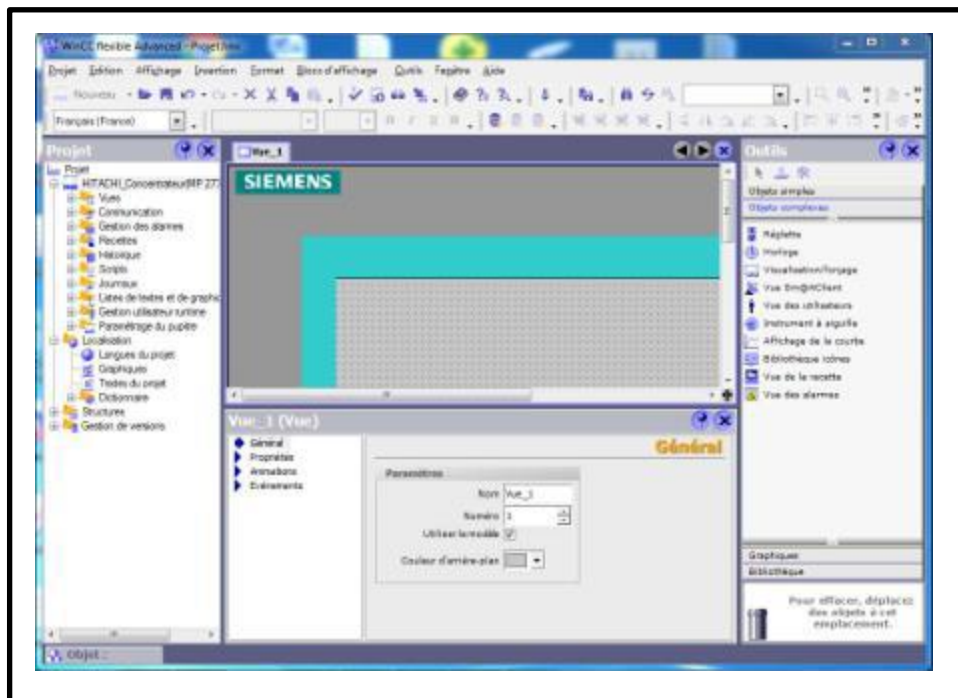 WinCC flexible Advanced - Projet.hmi
Projet Edition Affichage Insertion Format Blocs d'affichage Outils Fenêtre Aide
Nouveau
Français (France)
Projet
Projet
HITACHI_Concentrateur(MP 277
Vues
Communication
Gestion des alarmes
Recettes
Historique
Scripts
Journaux
Listes de textes et de graphi
Gestion utilisateur runtime
Paramétrage du pupitre
Localisation
Langues du projet
Graphiques
Textes du projet
Dictionnaire
Structures
Gestion de versions
Vue_1
SIEMENS
Vue_1 (Vue)
Général
Propriétés
Animations
Evénements
Général
Paramètres
Nom Vue_1
Numéro 1
Utiliser le modèle
Couleur d'arrière-plan
Outils
Objets simples
Objets complexes
Réglette
Horloge
Visualisation/forçage
Vue Sm@rtClient
Vue des utilisateurs
Instrument à aiguille
Affichage de la courbe
Bibliothèque icônes
Vue de la recette
Vue des alarmes
Graphiques
Bibliothèque
Pour effacer, déplacez
des objets à cet
emplacement.
Objet :